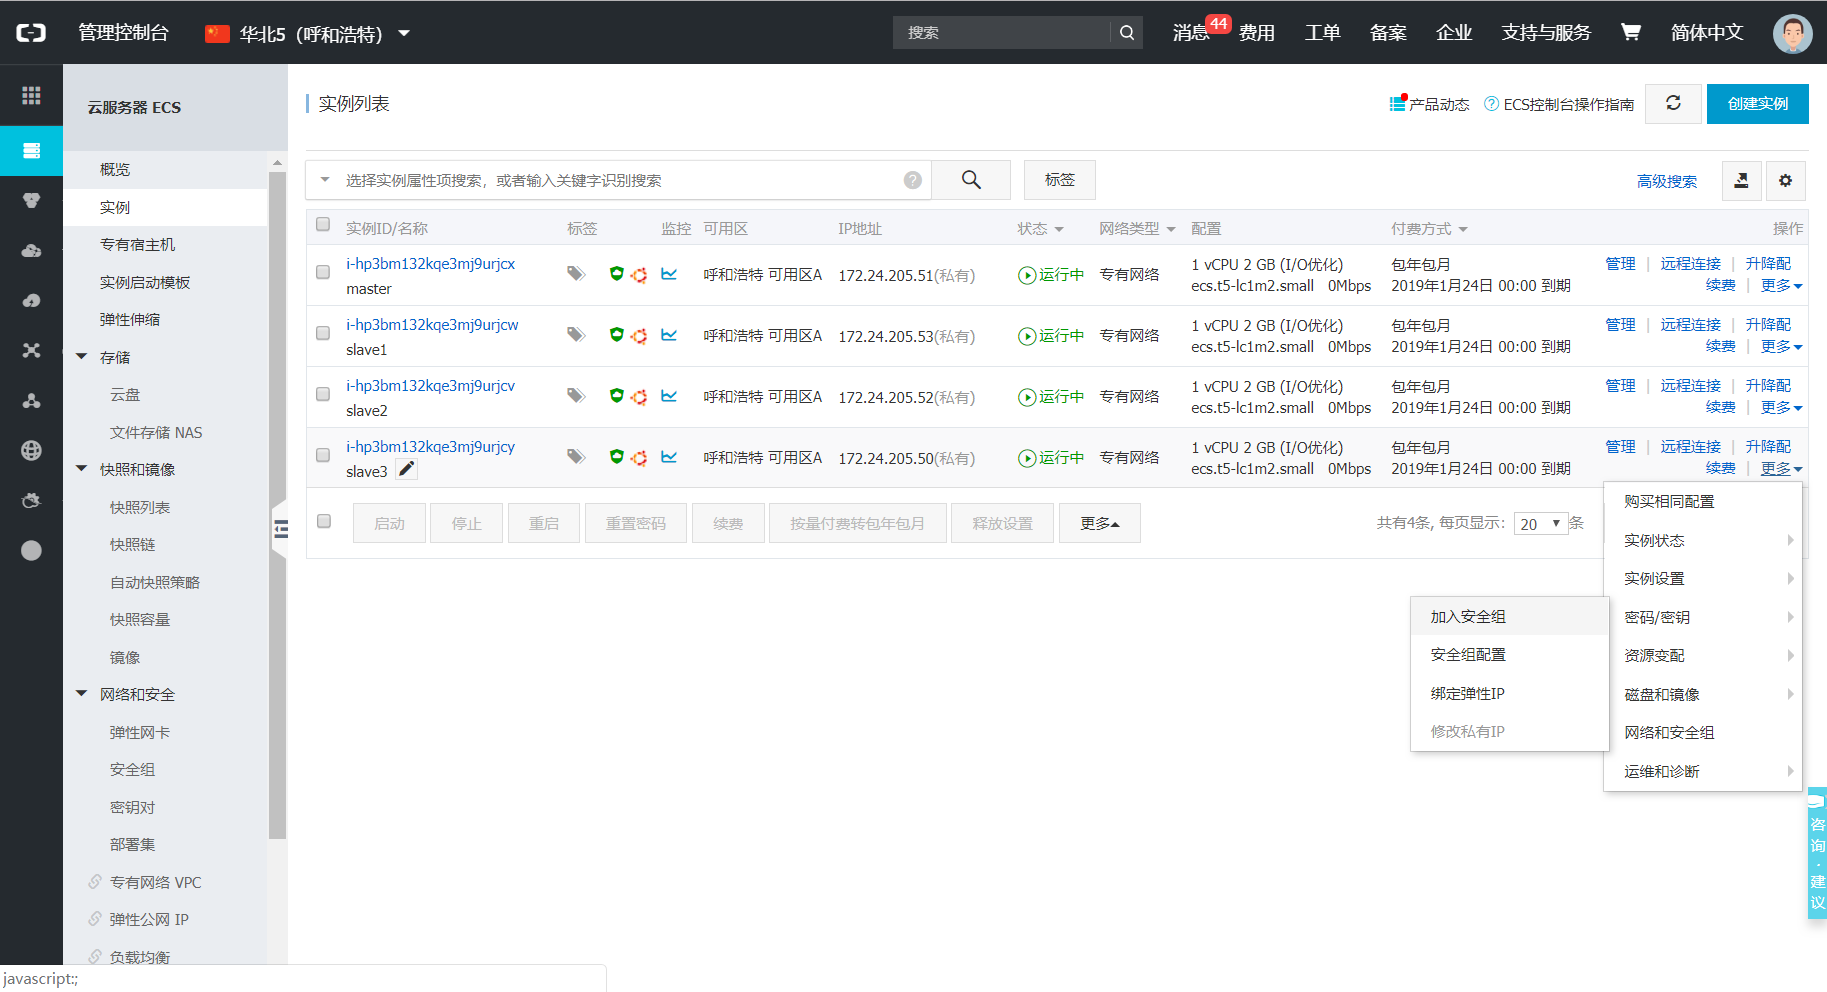 管理控制台
华北5（呼和浩特）
搜索
消息 44
费用
工单
备案
企业
支持与服务
简体中文
云服务器 ECS
概览
实例
专有宿主机
实例启动模板
弹性伸缩
存储
云盘
文件存储 NAS
快照和镜像
快照列表
快照链
自动快照策略
快照容量
镜像
网络和安全
弹性网卡
安全组
密钥对
部署集
专有网络 VPC
弹性公网 IP
负载均衡
实例列表
产品动态
ECS控制台操作指南
创建实例
选择实例属性项搜索，或者输入关键字识别搜索
标签
高级搜索
实例ID/名称 标签 监控 可用区 IP地址 状态 网络类型 配置 付费方式 操作
i-hp3bm132kqe3mj9urjcx 呼和浩特 可用区A 172.24.205.51(私有) 运行中 专有网络 1 vCPU 2 GB (I/O优化) 包年包月 管理 | 远程连接 | 升降配
master ecs.t5-lc1m2.small 0Mbps 2019年1月24日 00:00 到期 续费 | 更多
i-hp3bm132kqe3mj9urjcw 呼和浩特 可用区A 172.24.205.53(私有) 运行中 专有网络 1 vCPU 2 GB (I/O优化) 包年包月 管理 | 远程连接 | 升降配
slave1 ecs.t5-lc1m2.small 0Mbps 2019年1月24日 00:00 到期 续费 | 更多
i-hp3bm132kqe3mj9urjcv 呼和浩特 可用区A 172.24.205.52(私有) 运行中 专有网络 1 vCPU 2 GB (I/O优化) 包年包月 管理 | 远程连接 | 升降配
slave2 ecs.t5-lc1m2.small 0Mbps 2019年1月24日 00:00 到期 续费 | 更多
i-hp3bm132kqe3mj9urjcy 呼和浩特 可用区A 172.24.205.50(私有) 运行中 专有网络 1 vCPU 2 GB (I/O优化) 包年包月 管理 | 远程连接 | 升降配
slave3 ecs.t5-lc1m2.small 0Mbps 2019年1月24日 00:00 到期 续费 | 更多
启动 停止 重启 重置密码 续费 按量付费转包年包月 释放设置 更多
共有4条, 每页显示: 20 条
购买相同配置
实例状态
实例设置
密码/密钥
资源变配
磁盘和镜像
网络和安全组
运维和诊断
加入安全组
安全组配置
绑定弹性IP
修改私有IP
咨询·建议
javascript:;